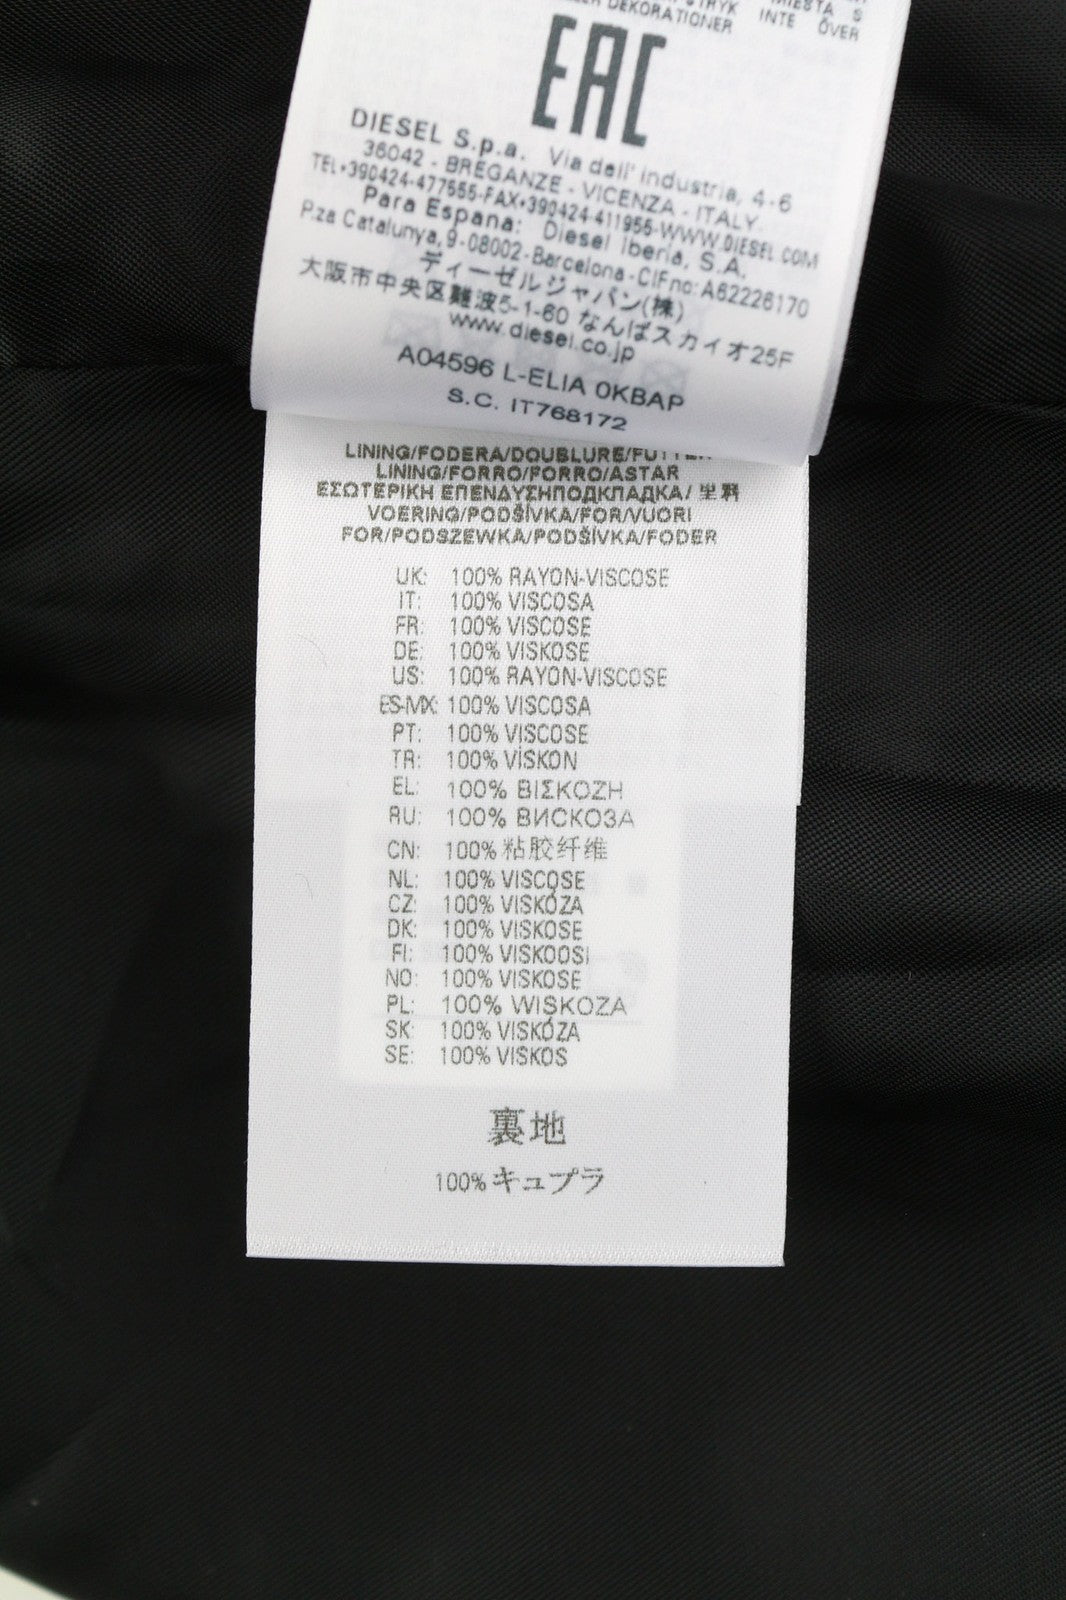 INTE ÖVER
DEKORATIONER
EAC
DIESEL S.p.a. Via dell' industria, 4-6
36042 - BREGANZE - VICENZA - ITALY
TEL+390424-477555-FAX+390424-411955-WWW.DIESEL.COM
Para Espana: Diesel Iberia, S.A.
P.za Catalunya, 9-08002-Barcelona-CIFno: A62226170
ディーゼルジャパン(株)
大阪市中央区難波5-1-60 なんばスカイオ25F
www.diesel.co.jp
A04596 L-ELIA 0KBAP
S.C. IT768172
LINING/FODERA/DOUBLURE/FUTTER
LINING/FORRO/FORRO/ASTAR
ΕΣΩΤΕΡΙΚΗ ΕΠΕΝΔΥΣΗ/ПОДКЛАДКА/ 里料
VOERING/PODŠÍVKA/FOR/VUORI
FOR/PODSZEWKA/PODŠÍVKA/FODER
UK: 100% RAYON-VISCOSE
IT: 100% VISCOSA
FR: 100% VISCOSE
DE: 100% VISKOSE
US: 100% RAYON-VISCOSE
ES-MX: 100% VISCOSA
PT: 100% VISCOSE
TR: 100% VİSKON
EL: 100% ΒΙΣΚΟΖΗ
RU: 100% ВИСКОЗА
CN: 100% 粘胶纤维
NL: 100% VISCOSE
CZ: 100% VISKÓZA
DK: 100% VISKOSE
FI: 100% VISKOOSI
NO: 100% VISKOSE
PL: 100% WISKOZA
SK: 100% VISKÓZA
SE: 100% VISKOS
裏地
100% キュプラ